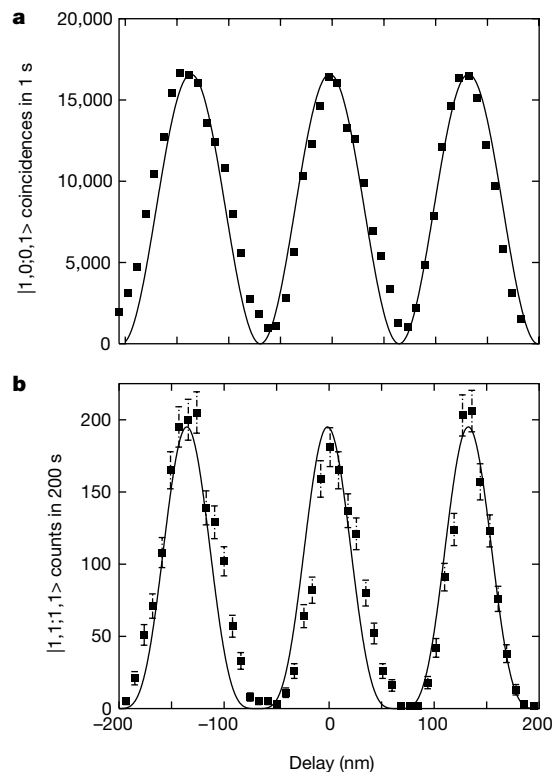 a
20,000
15,000
10,000
5,000
0
|1,0;0,1> coincidences in 1 s
b
200
150
100
50
0
|1,1;1,1> counts in 200 s
−200 −100 0 100 200
Delay (nm)